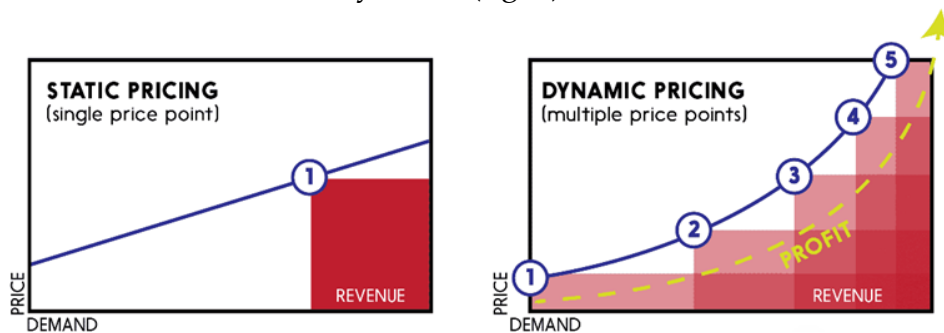 STATIC PRICING
(single price point)
1
PRICE
REVENUE
DEMAND
DYNAMIC PRICING
(multiple price points)
5
4
3
2
1
PROFIT
PRICE
REVENUE
DEMAND